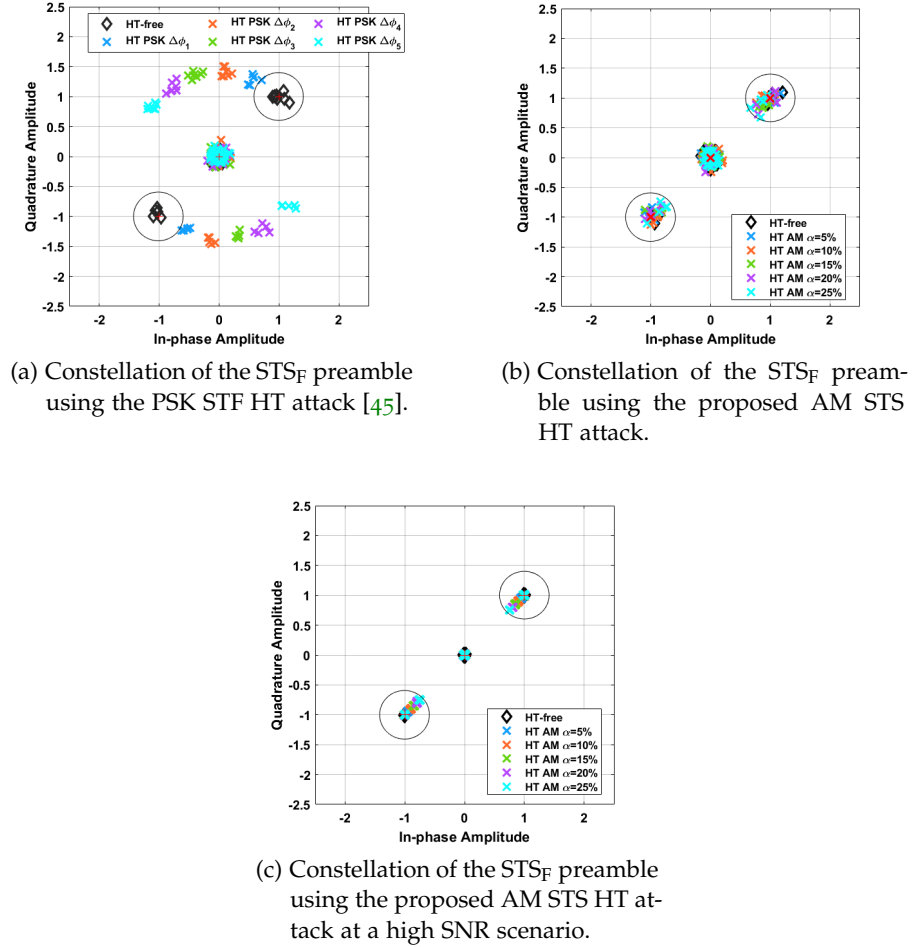 HT-free HT PSK Δϕ2 HT PSK Δϕ4
HT PSK Δϕ1 HT PSK Δϕ3 HT PSK Δϕ5
2.5
2
1.5
1
0.5
0
-0.5
-1
-1.5
-2
-2.5
-2 -1 0 1 2
Quadrature Amplitude
In-phase Amplitude
(a) Constellation of the STSF preamble
using the PSK STF HT attack [45].
2.5
2
1.5
1
0.5
0
-0.5
-1
-1.5
-2
-2.5
-2 -1 0 1 2
Quadrature Amplitude
In-phase Amplitude
HT-free
HT AM α=5%
HT AM α=10%
HT AM α=15%
HT AM α=20%
HT AM α=25%
(b) Constellation of the STSF pream-
ble using the proposed AM STS
HT attack.
2.5
2
1.5
1
0.5
0
-0.5
-1
-1.5
-2
-2.5
-2 -1 0 1 2
Quadrature Amplitude
In-phase Amplitude
HT-free
HT AM α=5%
HT AM α=10%
HT AM α=15%
HT AM α=20%
HT AM α=25%
(c) Constellation of the STSF preamble
using the proposed AM STS HT at-
tack at a high SNR scenario.